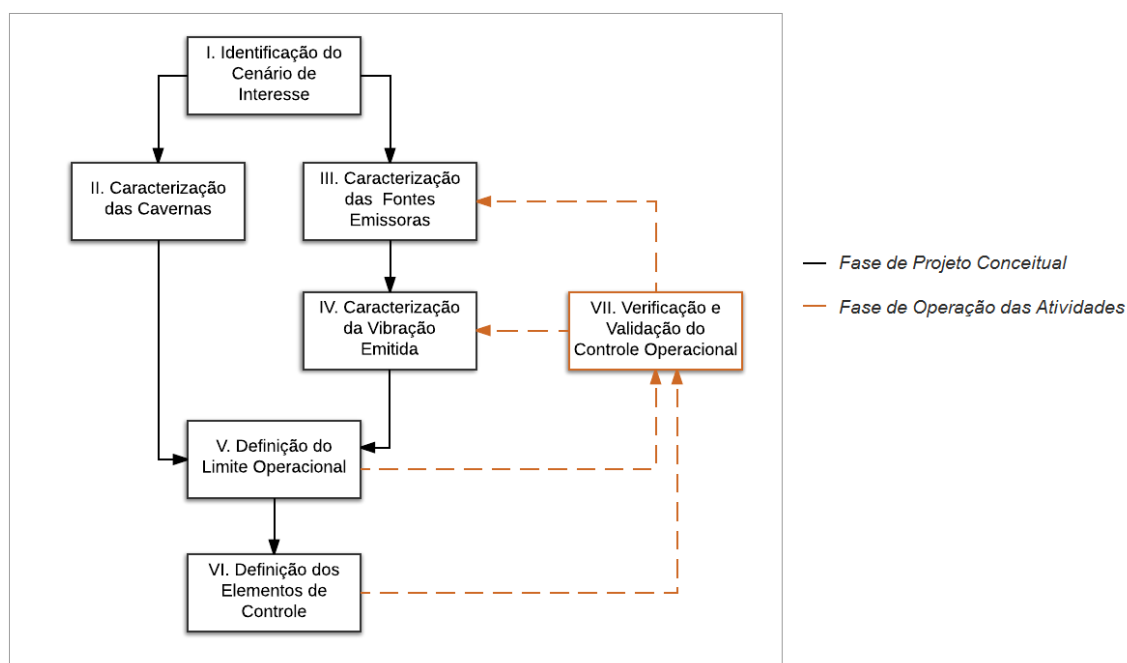 I. Identificação do
Cenário de
Interesse
II. Caracterização
das Cavernas
III. Caracterização
das Fontes
Emissoras
IV. Caracterização
da Vibração
Emitida
VII. Verificação e
Validação do
Controle Operacional
V. Definição do
Limite Operacional
VI. Definição dos
Elementos de
Controle
Fase de Projeto Conceitual
Fase de Operação das Atividades